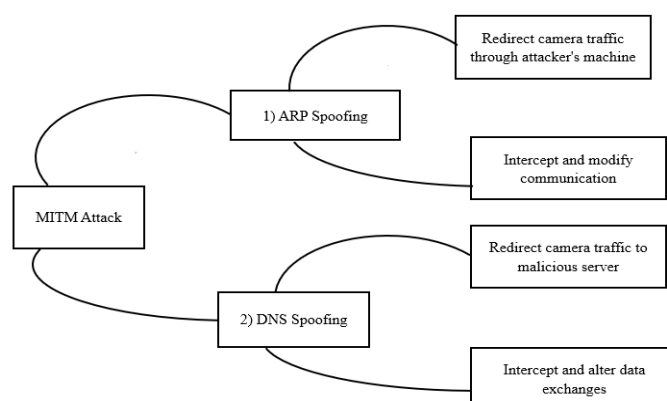 Redirect camera traffic
through attacker's machine
1) ARP Spoofing
Intercept and modify
communication
MITM Attack
Redirect camera traffic to
malicious server
2) DNS Spoofing
Intercept and alter data
exchanges